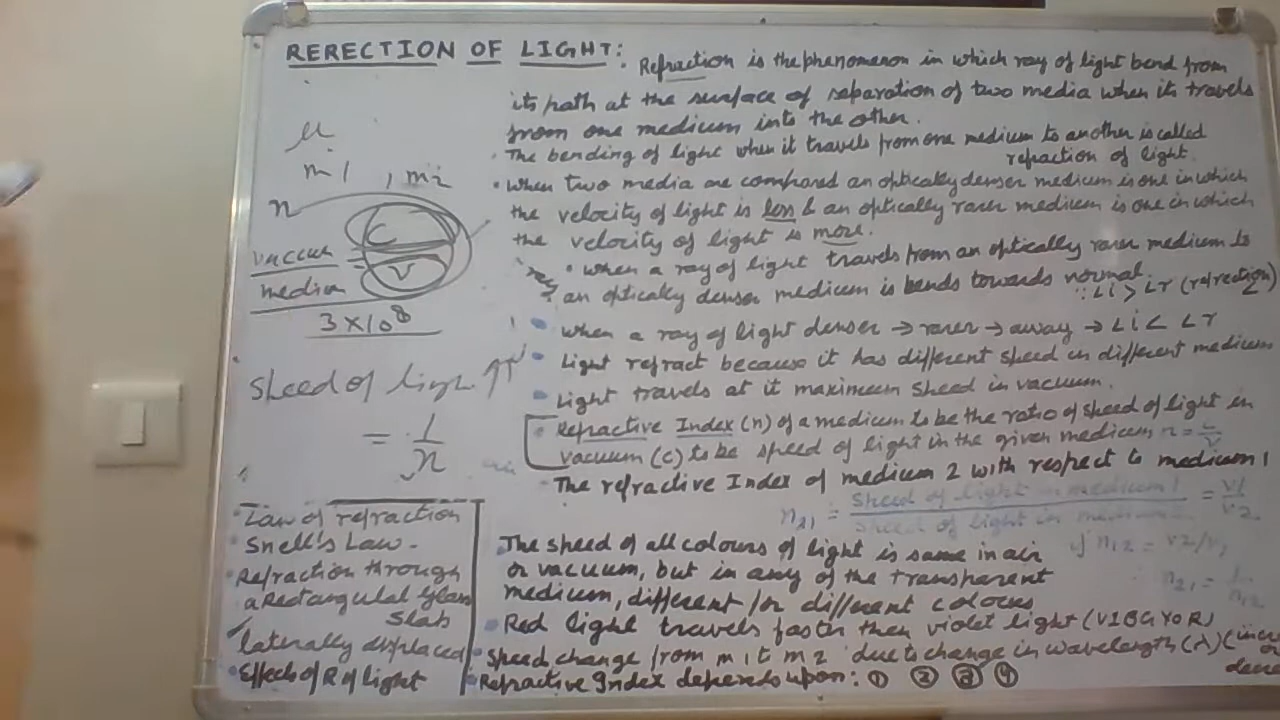 RERECTION OF LIGHT:
Refraction is the phenomenon in which ray of light bend from
its path at the surface of separation of two media when its travels
from one medium into the other.
The bending of light when it travels from one medium to another is called
refraction of light.
When two media are compared an optically denser medium is one in which
the velocity of light is less & an optically rarer medium is one in which
the velocity of light is more.
when a ray of light travels from an optically rarer medium to
an optically denser medium is bends towards normal.
∴ ∠i > ∠r (refrection)
when a ray of light denser → rarer → away → ∠i < ∠r
Light refract because it has different speed in different mediums
Light travels at it maximum speed in vacuum.
Refractive Index (n) of a medium to be the ratio of speed of light in
vacuum (c) to be speed of light in the given medium n = c/v
The refractive Index of medium 2 with respect to medium 1
n21 = speed of light in medium 1 / speed of light in medium = v1/v2
if n12 = v2/v1
n21 = 1/n12
The speed of all colours of light is same in air
or vacuum, but in any of the transparent
medium, different for different colours
Red light travels faster then violet light (VIBGYOR)
Speed change from m1 to m2 due to change in wavelength (λ) (incr
or
decre
Refractive Index depends upon: ① ② ③ ④
μ
m1 , m2
n
vaccum
c
v
medium
3 × 10⁸
Speed of ligh
= 1/n
Law of refraction
Snell's Law
Refraction through
a Rectangular Glass
Slab
laterally displaced
Effects of R of Light